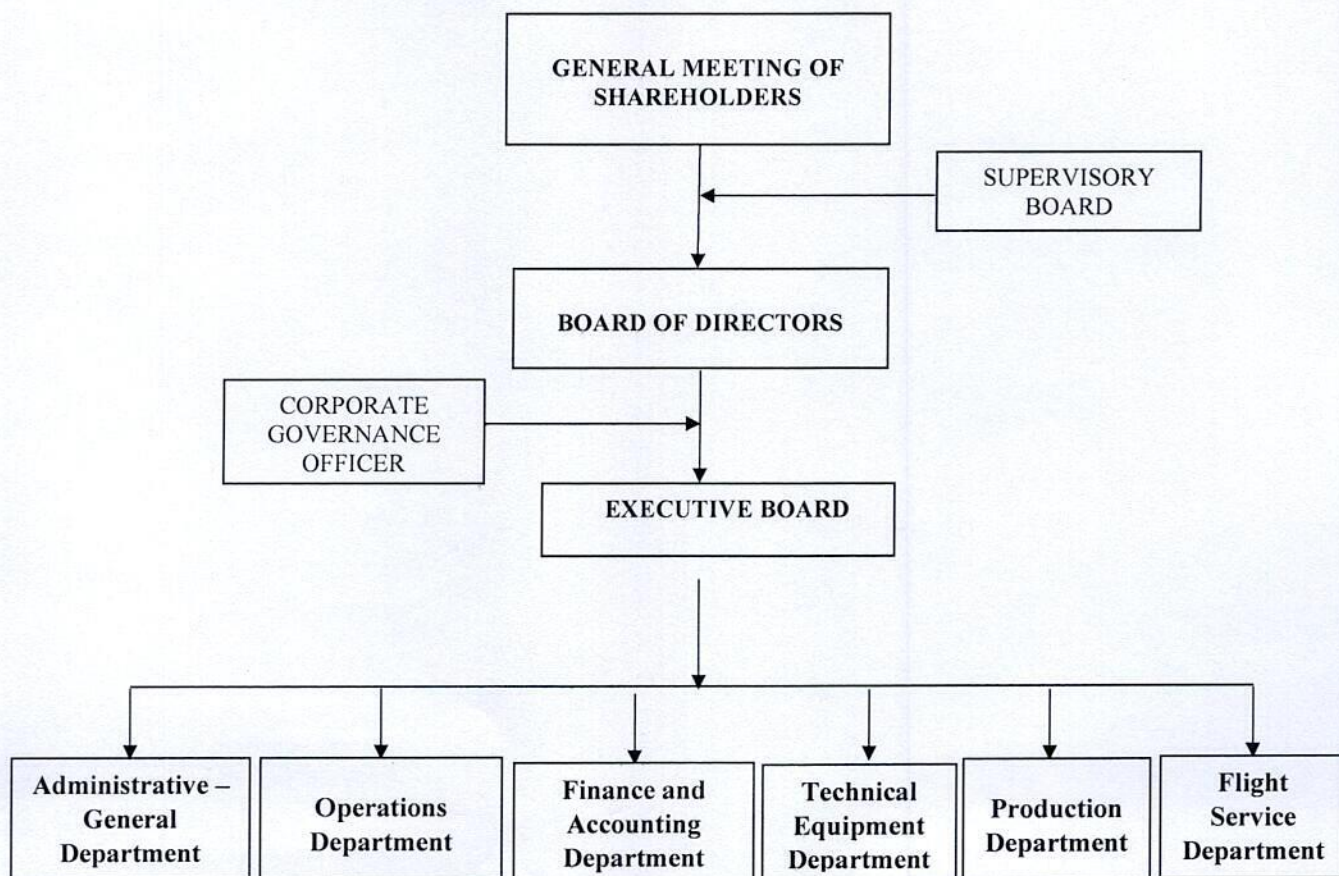 GENERAL MEETING OF
SHAREHOLDERS
SUPERVISORY
BOARD
BOARD OF DIRECTORS
CORPORATE
GOVERNANCE
OFFICER
EXECUTIVE BOARD
Administrative –
General
Department
Operations
Department
Finance and
Accounting
Department
Technical
Equipment
Department
Production
Department
Flight
Service
Department